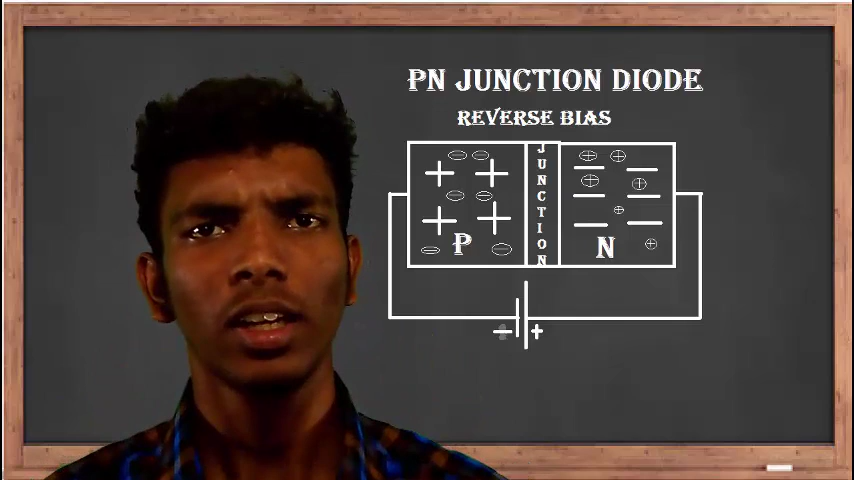 PN JUNCTION DIODE
REVERSE BIAS
JUNCTION
P
N
− +